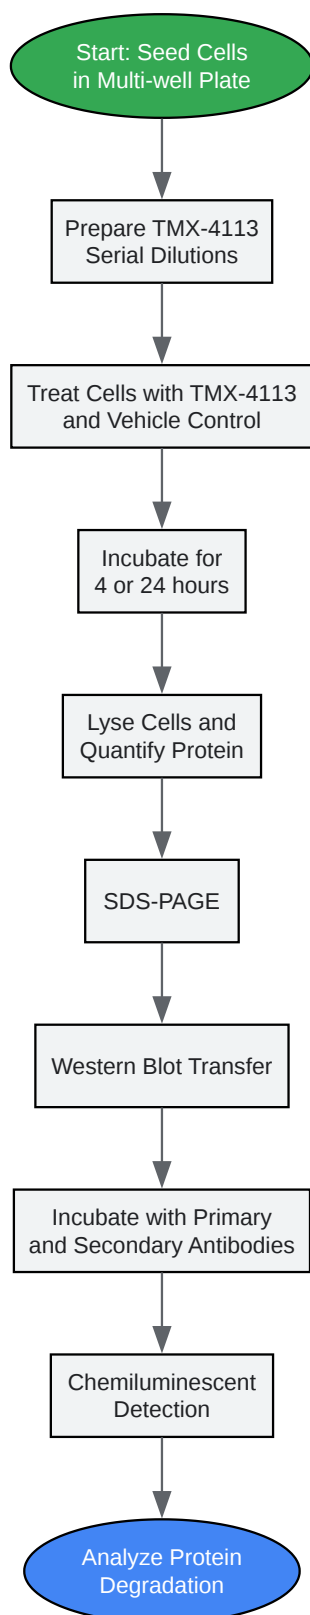 Start: Seed Cells
in Multi-well Plate
Prepare TMX-4113
Serial Dilutions
Treat Cells with TMX-4113
and Vehicle Control
Incubate for
4 or 24 hours
Lyse Cells and
Quantify Protein
SDS-PAGE
Western Blot Transfer
Incubate with Primary
and Secondary Antibodies
Chemiluminescent
Detection
Analyze Protein
Degradation